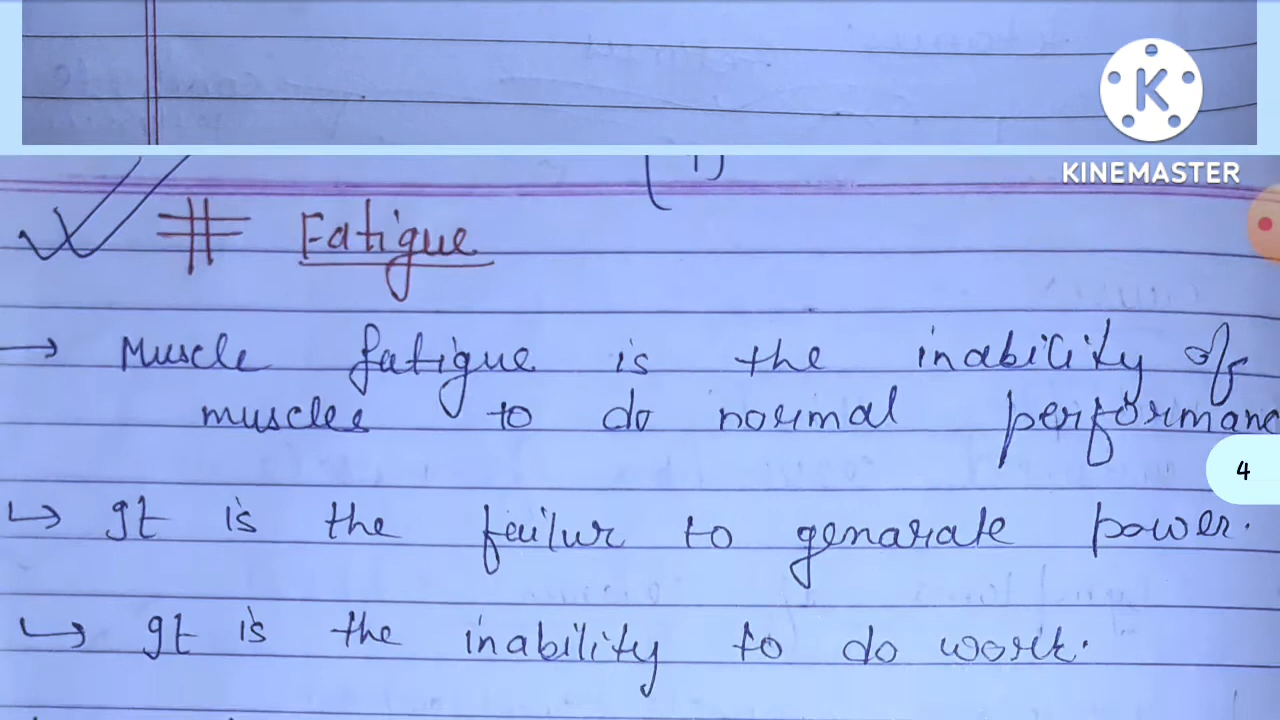 KINEMASTER
# Fatigue
→ Muscle fatigue is the inability of
muscles to do normal performanc
4
↳ It is the failur to genarate power.
↳ It is the inability to do work.